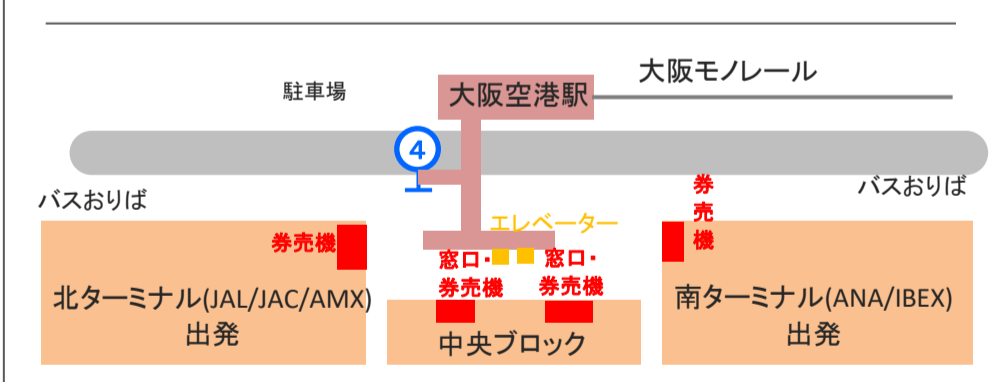 大阪モノレール
駐車場
大阪空港駅
④
バスおりば
バスおりば
券売機
エレベーター
券売機
窓口・
券売機
窓口・
券売機
北ターミナル(JAL/JAC/AMX)
出発
中央ブロック
南ターミナル(ANA/IBEX)
出発